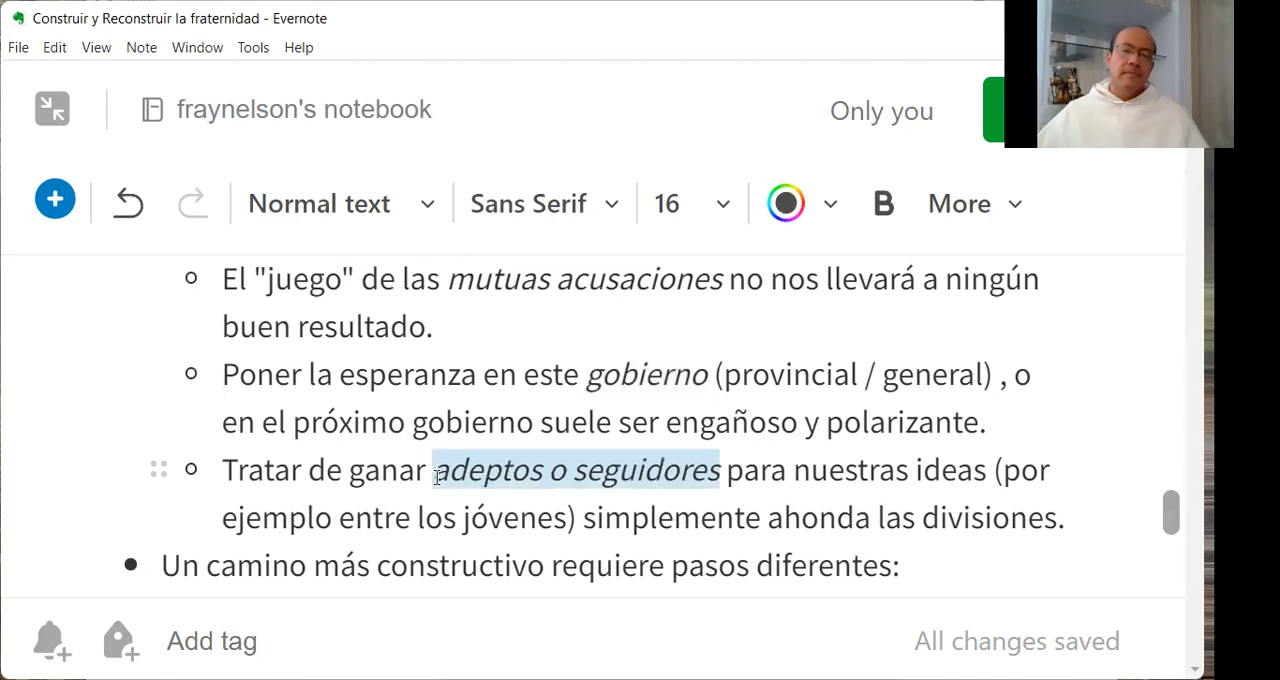 Construir y Reconstruir la fraternidad - Evernote
File Edit View Note Window Tools Help
fraynelson's notebook
Only you
Normal text
Sans Serif
16
B
More
El "juego" de las mutuas acusaciones no nos llevará a ningún
buen resultado.
Poner la esperanza en este gobierno (provincial / general) , o
en el próximo gobierno suele ser engañoso y polarizante.
Tratar de ganar adeptos o seguidores para nuestras ideas (por
ejemplo entre los jóvenes) simplemente ahonda las divisiones.
Un camino más constructivo requiere pasos diferentes:
Add tag
All changes saved